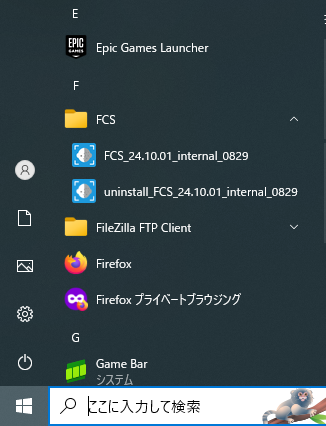 E
EPIC GAMES
Epic Games Launcher
F
FCS
FCS_24.10.01_internal_0829
uninstall_FCS_24.10.01_internal_0829
FileZilla FTP Client
Firefox
Firefox プライベートブラウジング
G
Game Bar
システム
ここに入力して検索